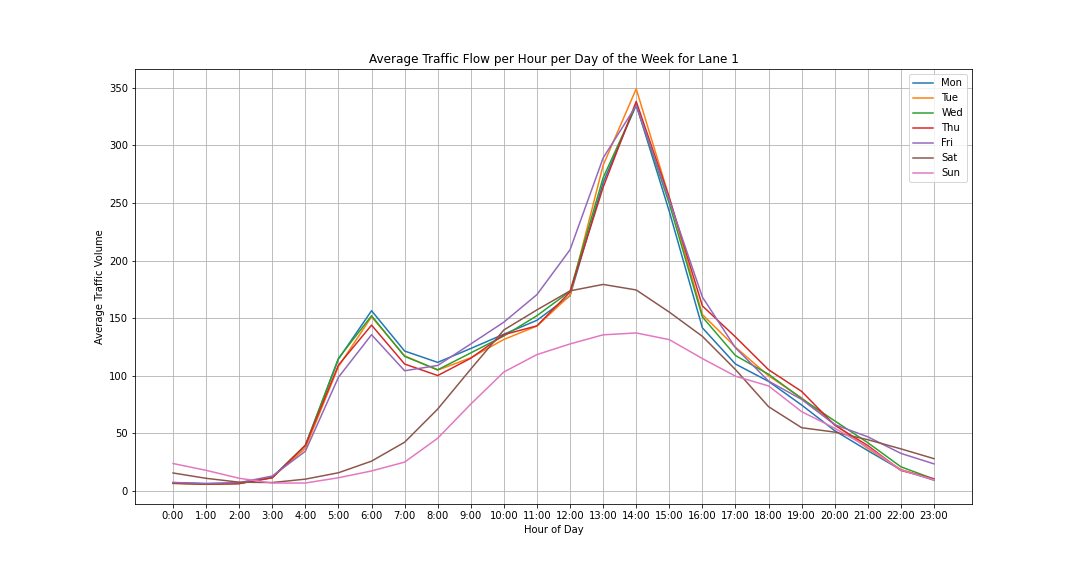 Average Traffic Flow per Hour per Day of the Week for Lane 1
Mon
Tue
Wed
Thu
Fri
Sat
Sun
Average Traffic Volume
350
300
250
200
150
100
50
0
0:00 1:00 2:00 3:00 4:00 5:00 6:00 7:00 8:00 9:00 10:00 11:00 12:00 13:00 14:00 15:00 16:00 17:00 18:00 19:00 20:00 21:00 22:00 23:00
Hour of Day